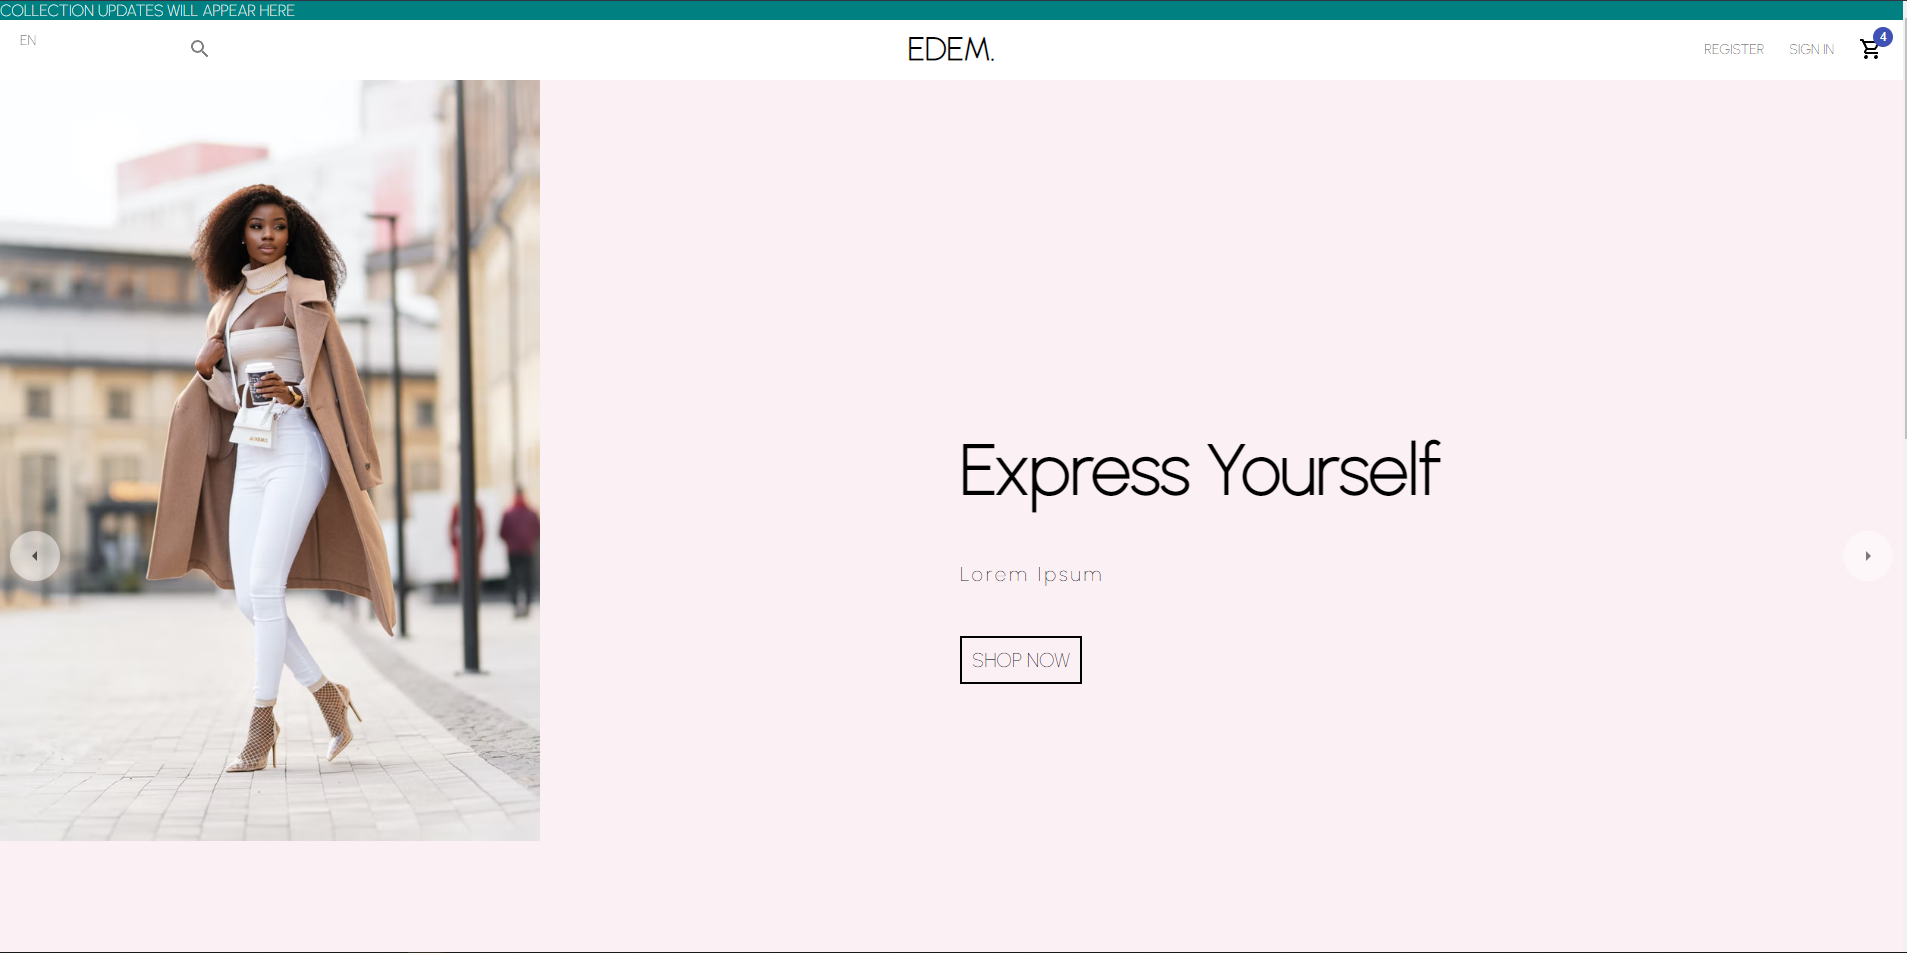 COLLECTION UPDATES WILL APPEAR HERE
EN
EDEM.
REGISTER
SIGN IN
4
Express Yourself
Lorem Ipsum
SHOP NOW